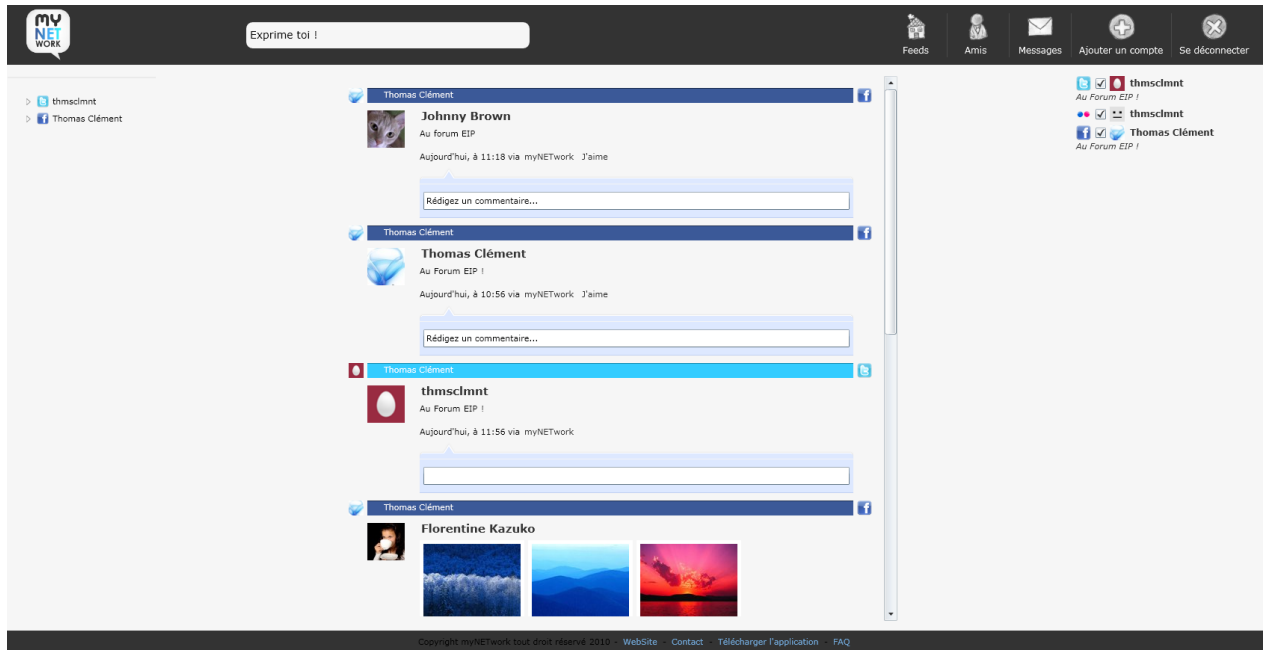 MY
NET
WORK
Exprime toi !
Feeds
Amis
Messages
Ajouter un compte
Se déconnecter
thmsclmnt
Thomas Clément
Thomas Clément
Johnny Brown
Au forum EIP
Aujourd'hui, à 11:18 via myNETwork J'aime
Rédigez un commentaire...
Thomas Clément
Thomas Clément
Au Forum EIP !
Aujourd'hui, à 10:56 via myNETwork J'aime
Rédigez un commentaire...
Thomas Clément
thmsclmnt
Au Forum EIP !
Aujourd'hui, à 11:56 via myNETwork
Thomas Clément
Florentine Kazuko
thmsclmnt
Au Forum EIP !
thmsclmnt
Thomas Clément
Au Forum EIP !
Copyright myNETwork tout droit réservé 2010 - WebSite - Contact - Télécharger l'application - FAQ